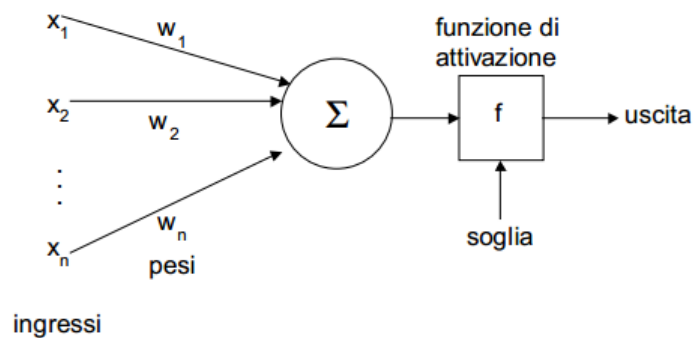 x1
w1
funzione di
attivazione
x2
w2
Σ
f
uscita
⋮
xn
wn
pesi
soglia
ingressi